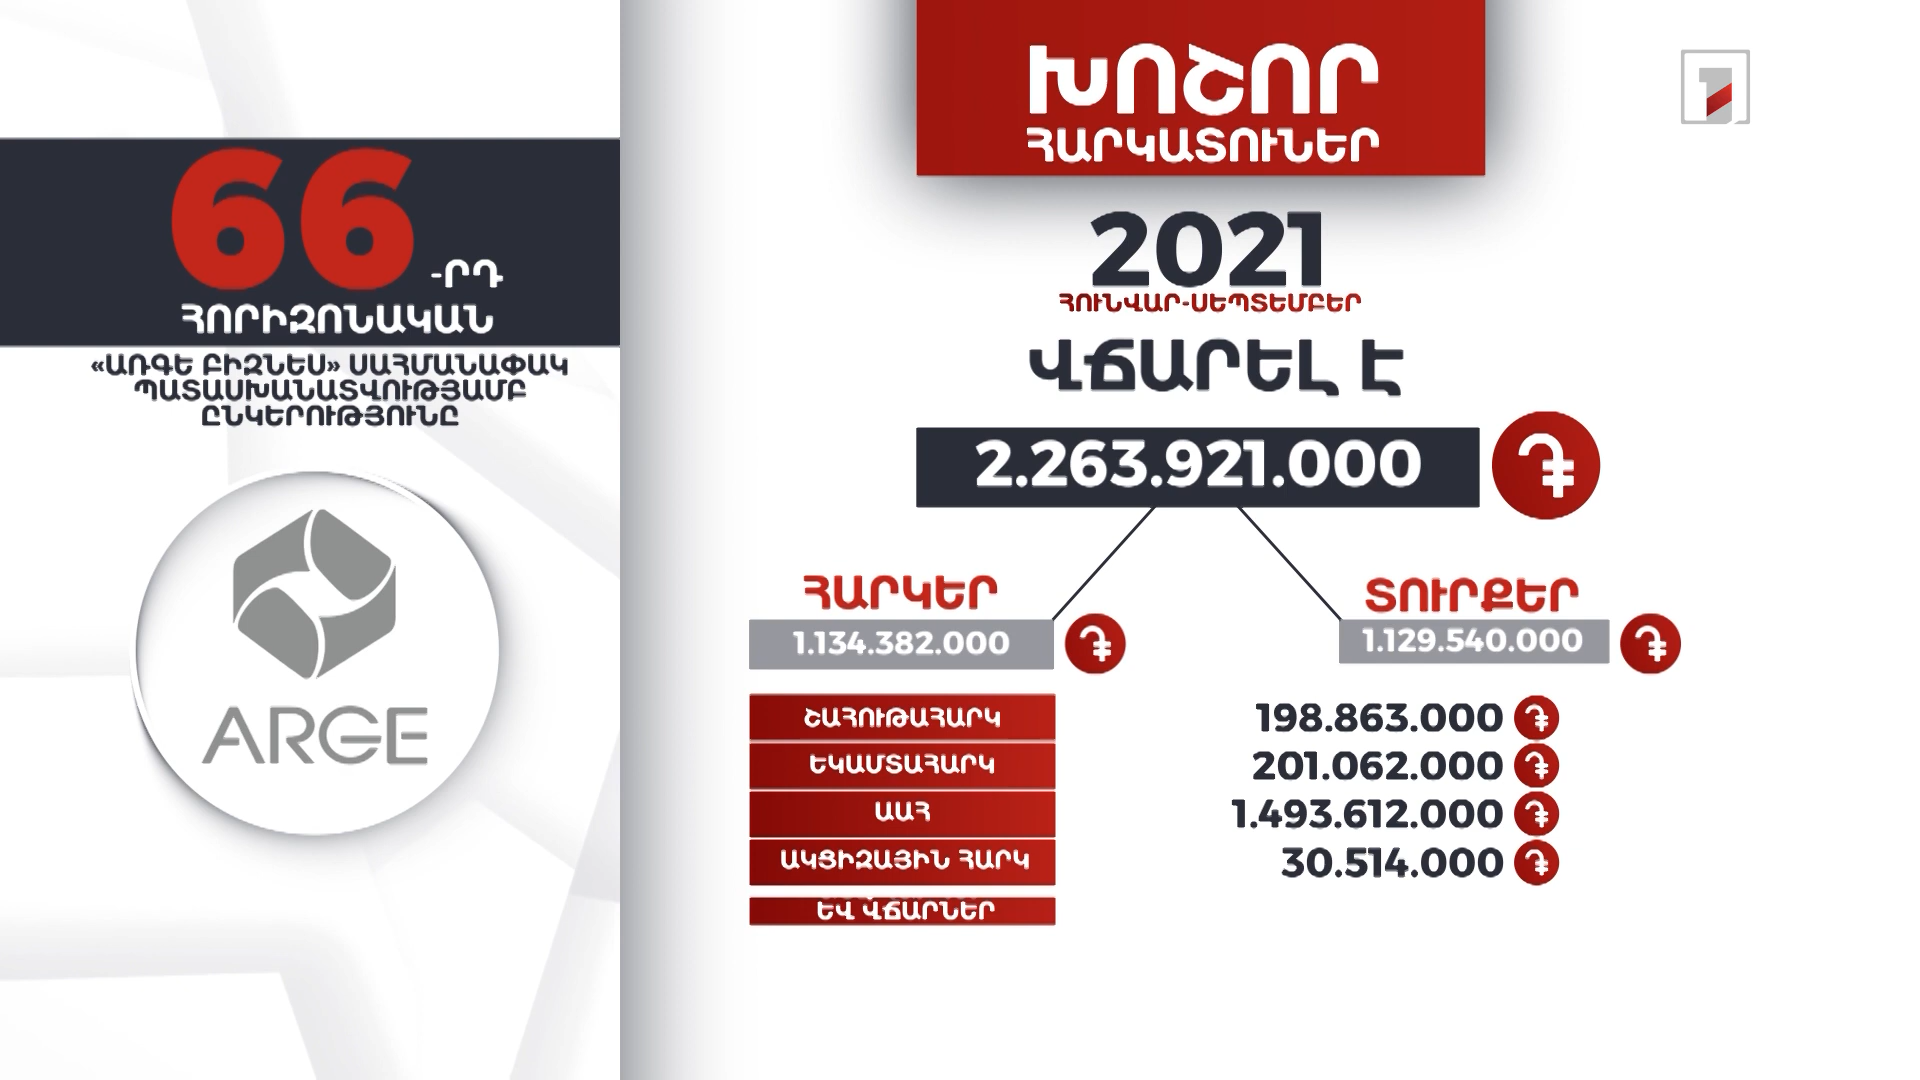 66-ՐԴ
ՀՈՐԻԶՈՆԱԿԱՆ
«ԱՌԳԵ ԲԻԶՆԵՍ» ՍԱՀՄԱՆԱՓԱԿ
ՊԱՏԱՍԽԱՆԱՏՎՈՒԹՅԱՄԲ
ԸՆԿԵՐՈՒԹՅՈՒՆԸ
ARGE
ԽՈՇՈՐ
ՀԱՐԿԱՏՈՒՆԵՐ
1
2021
ՀՈՒՆՎԱՐ-ՍԵՊՏԵՄԲԵՐ
ՎՃԱՐԵԼ Է
2.263.921.000 ֏
ՀԱՐԿԵՐ
1.134.382.000 ֏
ՏՈՒՐՔԵՐ
1.129.540.000 ֏
ՇԱՀՈՒԹԱՀԱՐԿ 198.863.000 ֏
ԵԿԱՄՏԱՀԱՐԿ 201.062.000 ֏
ԱԱՀ 1.493.612.000 ֏
ԱԿՑԻԶԱՅԻՆ ՀԱՐԿ 30.514.000 ֏
ԵՎ ՎՃԱՐՆԵՐ